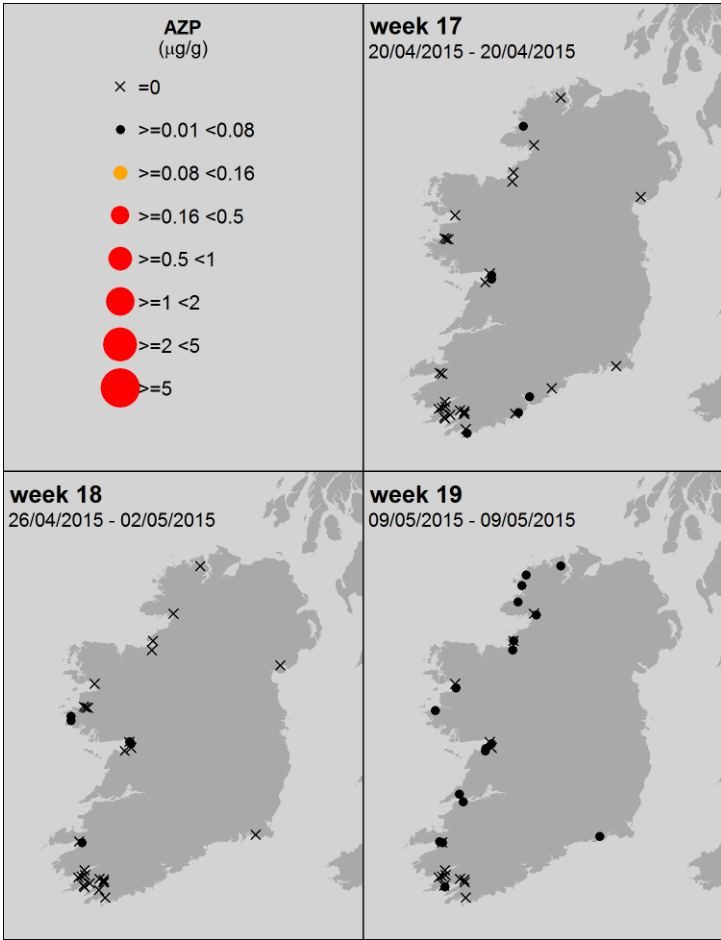 AZP
(µg/g)
=0
>=0.01 <0.08
>=0.08 <0.16
>=0.16 <0.5
>=0.5 <1
>=1 <2
>=2 <5
>=5
week 17
20/04/2015 - 20/04/2015
week 18
26/04/2015 - 02/05/2015
week 19
09/05/2015 - 09/05/2015